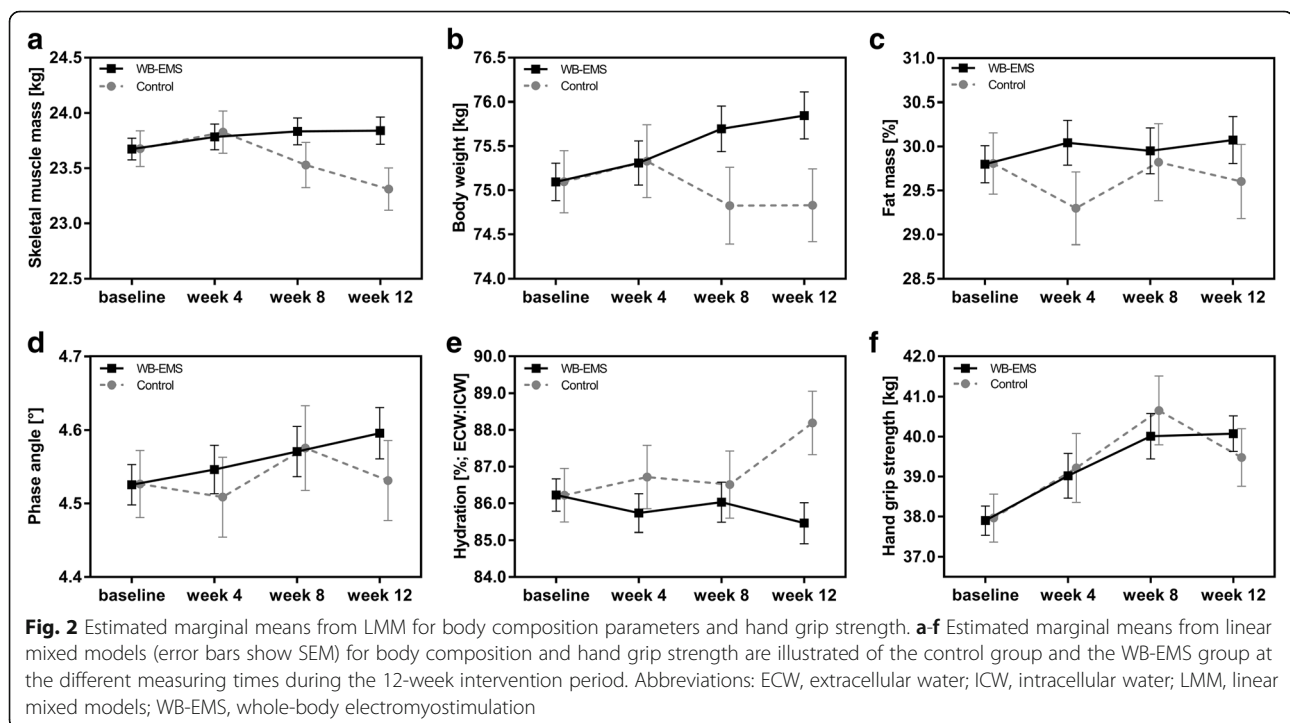 a
Skeletal muscle mass [kg]
24.5
24.0
23.5
23.0
22.5
WB-EMS
Control
baseline week 4 week 8 week 12
b
Body weight [kg]
76.5
76.0
75.5
75.0
74.5
74.0
WB-EMS
Control
baseline week 4 week 8 week 12
c
Fat mass [%]
31.0
30.5
30.0
29.5
29.0
28.5
WB-EMS
Control
baseline week 4 week 8 week 12
d
Phase angle [°]
4.7
4.6
4.5
4.4
WB-EMS
Control
baseline week 4 week 8 week 12
e
Hydration [%; ECW:ICW]
90.0
89.0
88.0
87.0
86.0
85.0
84.0
WB-EMS
Control
baseline week 4 week 8 week 12
f
Hand grip strength [kg]
42.0
41.0
40.0
39.0
38.0
37.0
WB-EMS
Control
baseline week 4 week 8 week 12
Fig. 2 Estimated marginal means from LMM for body composition parameters and hand grip strength. a-f Estimated marginal means from linear
mixed models (error bars show SEM) for body composition and hand grip strength are illustrated of the control group and the WB-EMS group at
the different measuring times during the 12-week intervention period. Abbreviations: ECW, extracellular water; ICW, intracellular water; LMM, linear
mixed models; WB-EMS, whole-body electromyostimulation